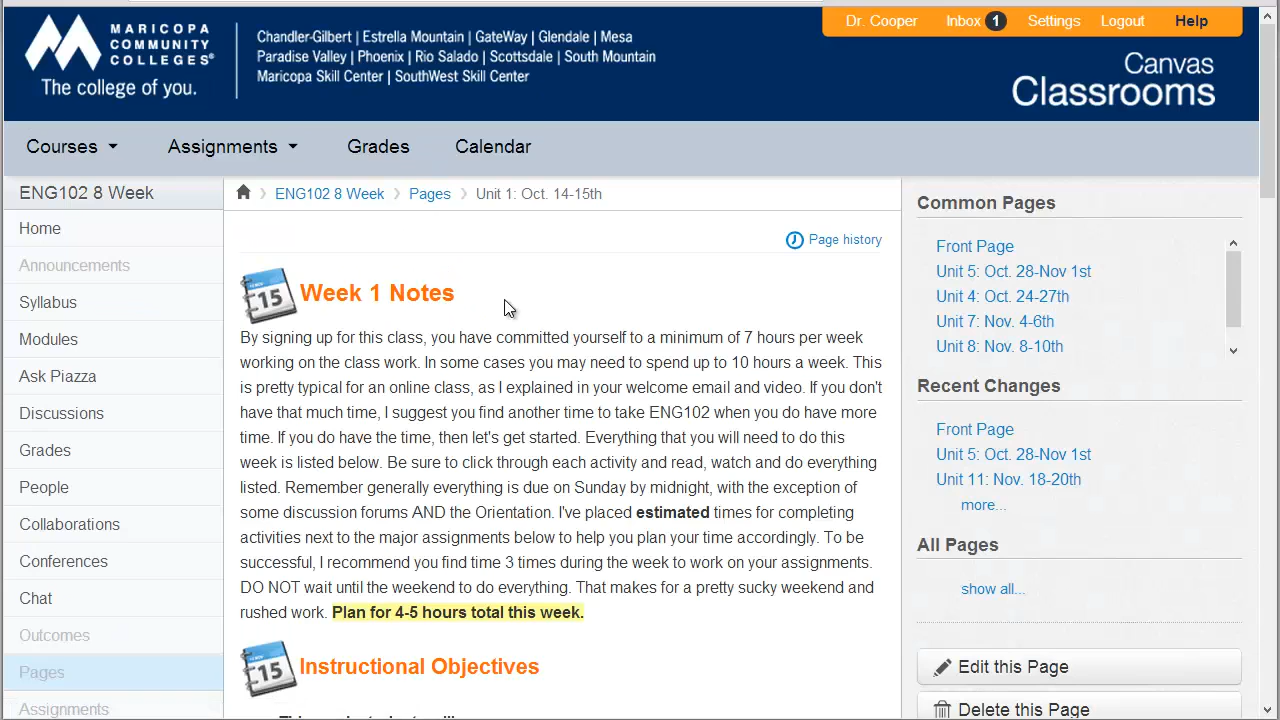 MARICOPA
COMMUNITY
COLLEGES®
The college of you.
Chandler-Gilbert | Estrella Mountain | GateWay | Glendale | Mesa
Paradise Valley | Phoenix | Rio Salado | Scottsdale | South Mountain
Maricopa Skill Center | SouthWest Skill Center
Dr. Cooper Inbox 1 Settings Logout Help
Canvas
Classrooms
Courses Assignments Grades Calendar
ENG102 8 Week
Home
Announcements
Syllabus
Modules
Ask Piazza
Discussions
Grades
People
Collaborations
Conferences
Chat
Outcomes
Pages
Assignments
ENG102 8 Week Pages Unit 1: Oct. 14-15th
Page history
15 Week 1 Notes
By signing up for this class, you have committed yourself to a minimum of 7 hours per week
working on the class work. In some cases you may need to spend up to 10 hours a week. This
is pretty typical for an online class, as I explained in your welcome email and video. If you don't
have that much time, I suggest you find another time to take ENG102 when you do have more
time. If you do have the time, then let's get started. Everything that you will need to do this
week is listed below. Be sure to click through each activity and read, watch and do everything
listed. Remember generally everything is due on Sunday by midnight, with the exception of
some discussion forums AND the Orientation. I've placed estimated times for completing
activities next to the major assignments below to help you plan your time accordingly. To be
successful, I recommend you find time 3 times during the week to work on your assignments.
DO NOT wait until the weekend to do everything. That makes for a pretty sucky weekend and
rushed work. Plan for 4-5 hours total this week.
15 Instructional Objectives
Common Pages
Front Page
Unit 5: Oct. 28-Nov 1st
Unit 4: Oct. 24-27th
Unit 7: Nov. 4-6th
Unit 8: Nov. 8-10th
Recent Changes
Front Page
Unit 5: Oct. 28-Nov 1st
Unit 11: Nov. 18-20th
more...
All Pages
show all...
Edit this Page
Delete this Page